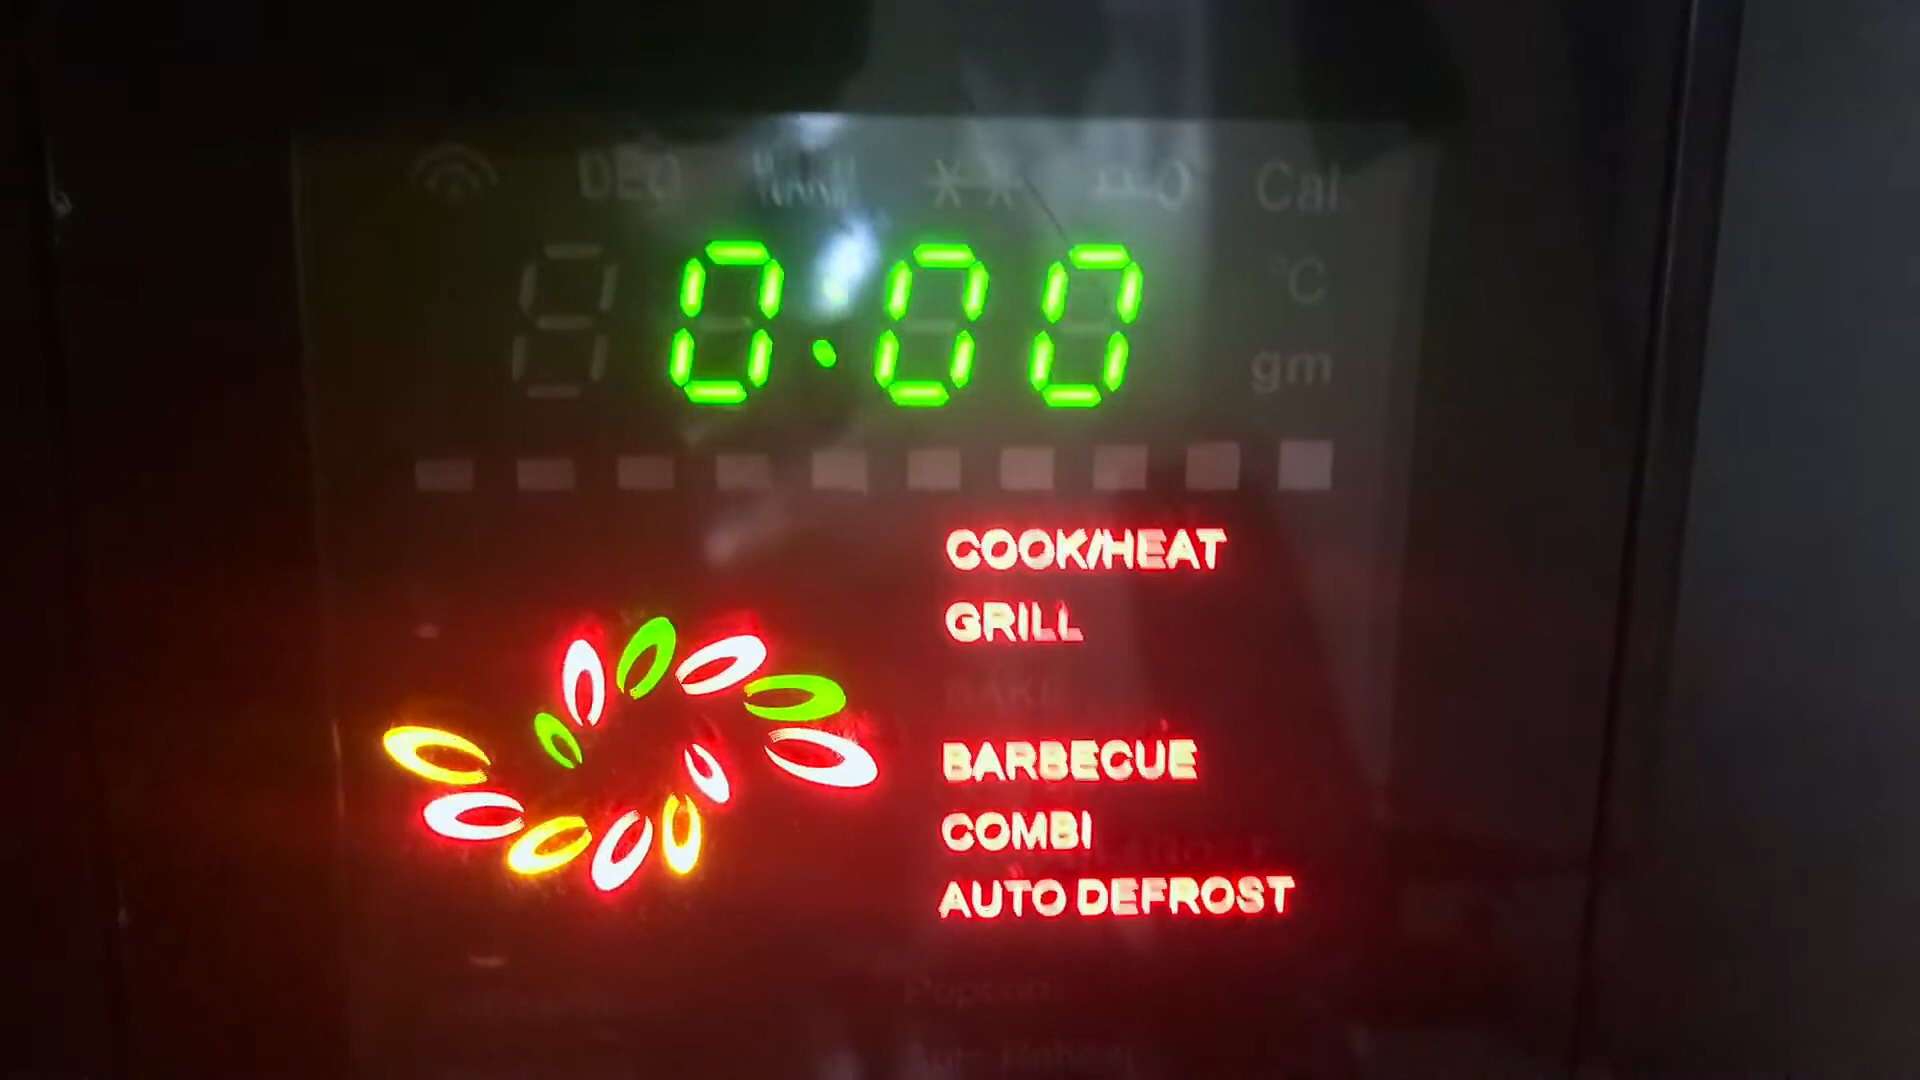 DEO
Cal.
0:00
°C
gm
COOK/HEAT
GRILL
BARBECUE
COMBI
AUTO DEFROST